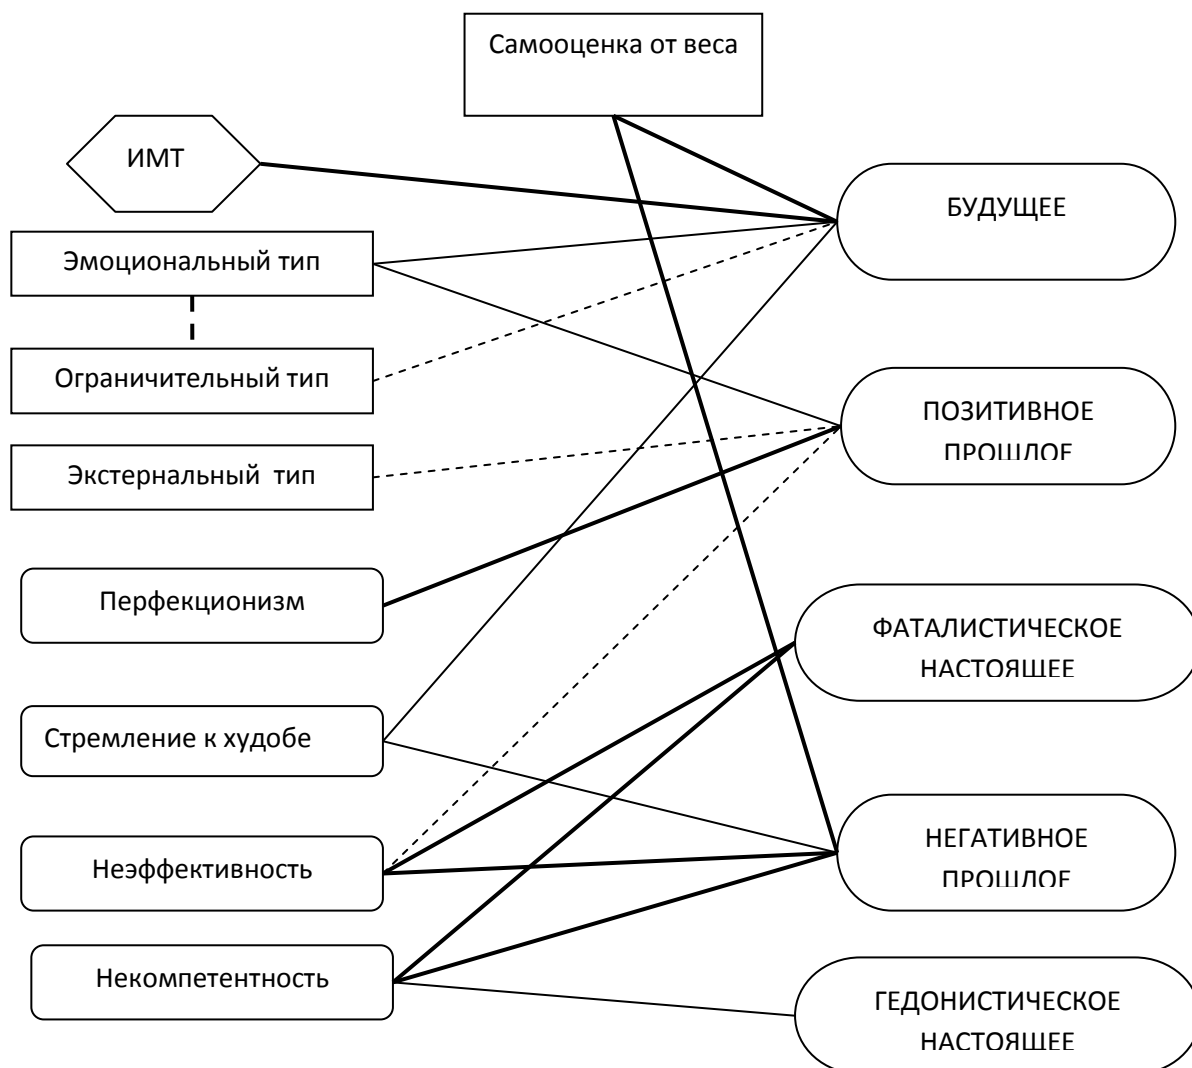 Самооценка от веса
ИМТ
БУДУЩЕЕ
Эмоциональный тип
Ограничительный тип
ПОЗИТИВНОЕ
ПРОШЛОЕ
Экстернальный тип
Перфекционизм
ФАТАЛИСТИЧЕСКОЕ
НАСТОЯЩЕЕ
Стремление к худобе
Неэффективность
НЕГАТИВНОЕ
ПРОШЛОЕ
Некомпетентность
ГЕДОНИСТИЧЕСКОЕ
НАСТОЯЩЕЕ